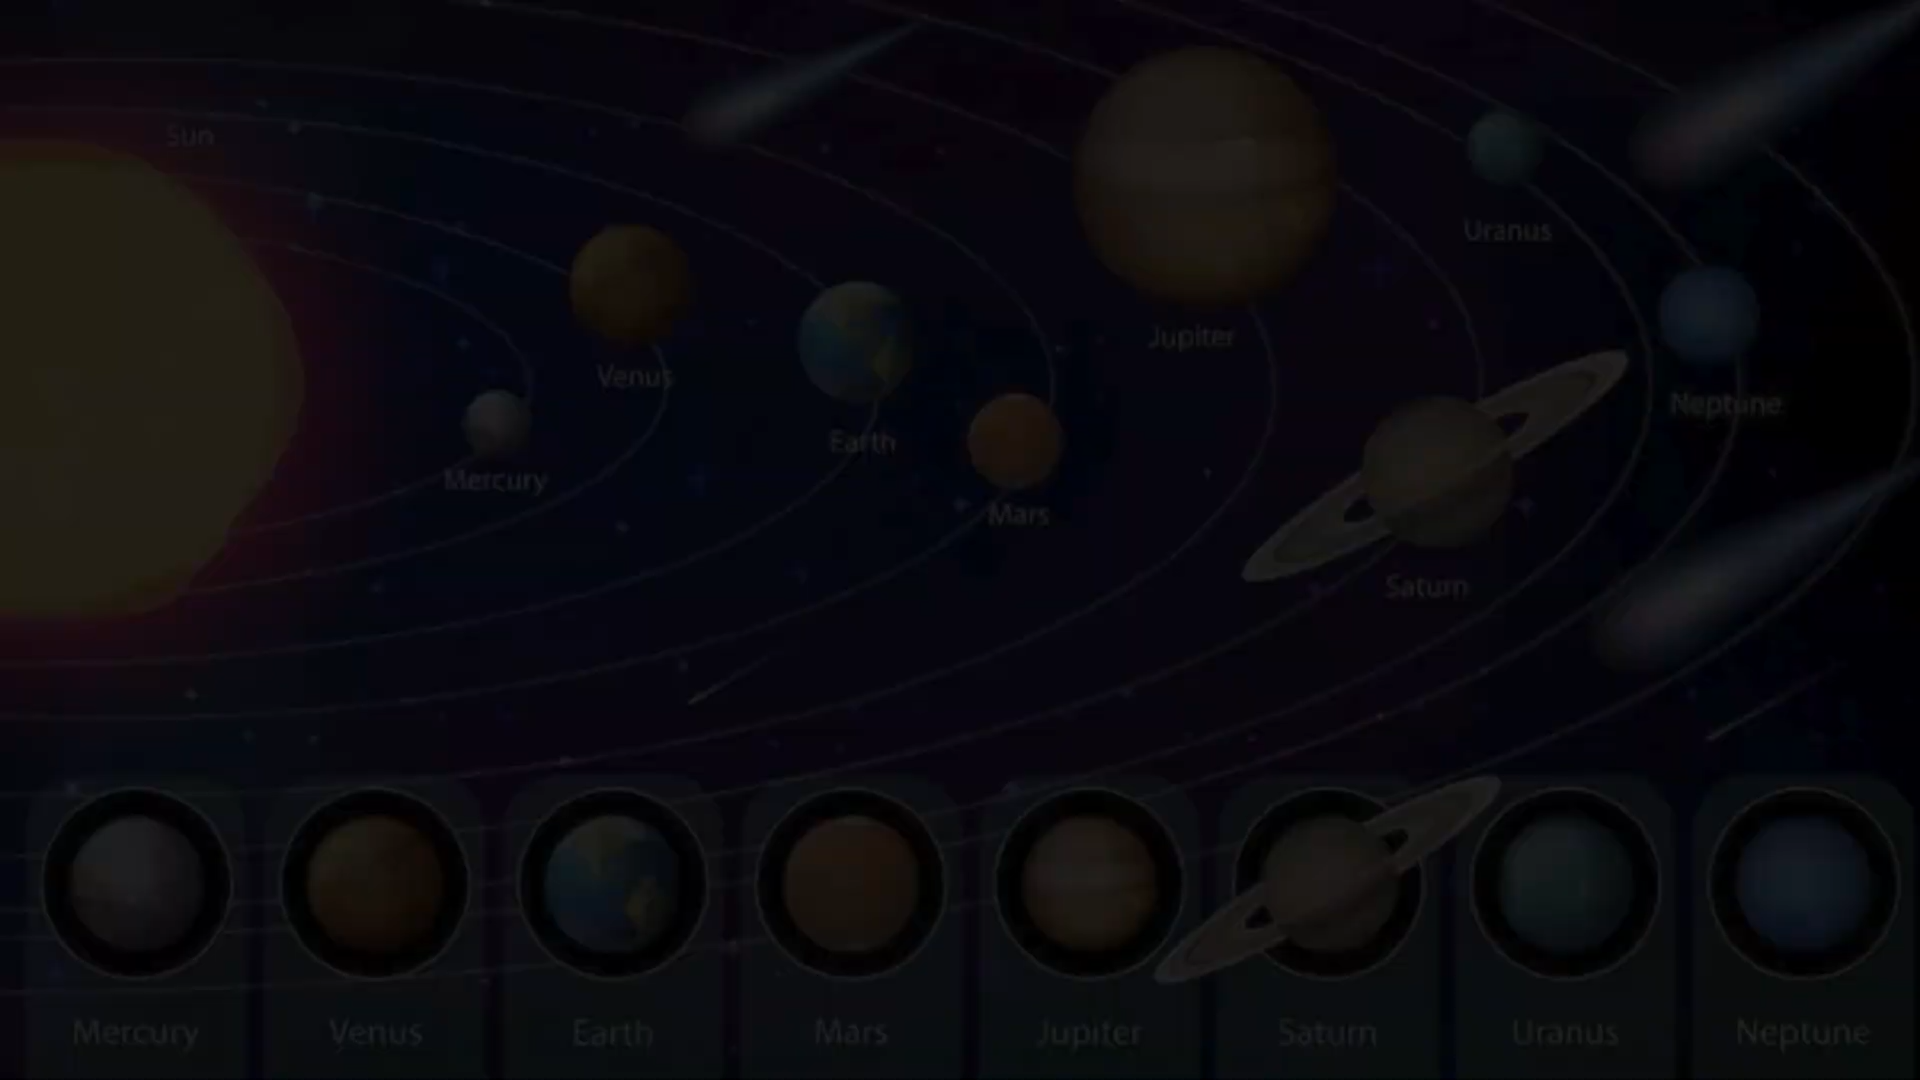 Sun
Uranus
Jupiter
Venus
Neptune
Earth
Mercury
Mars
Saturn
Mercury Venus Earth Mars Jupiter Saturn Uranus Neptune